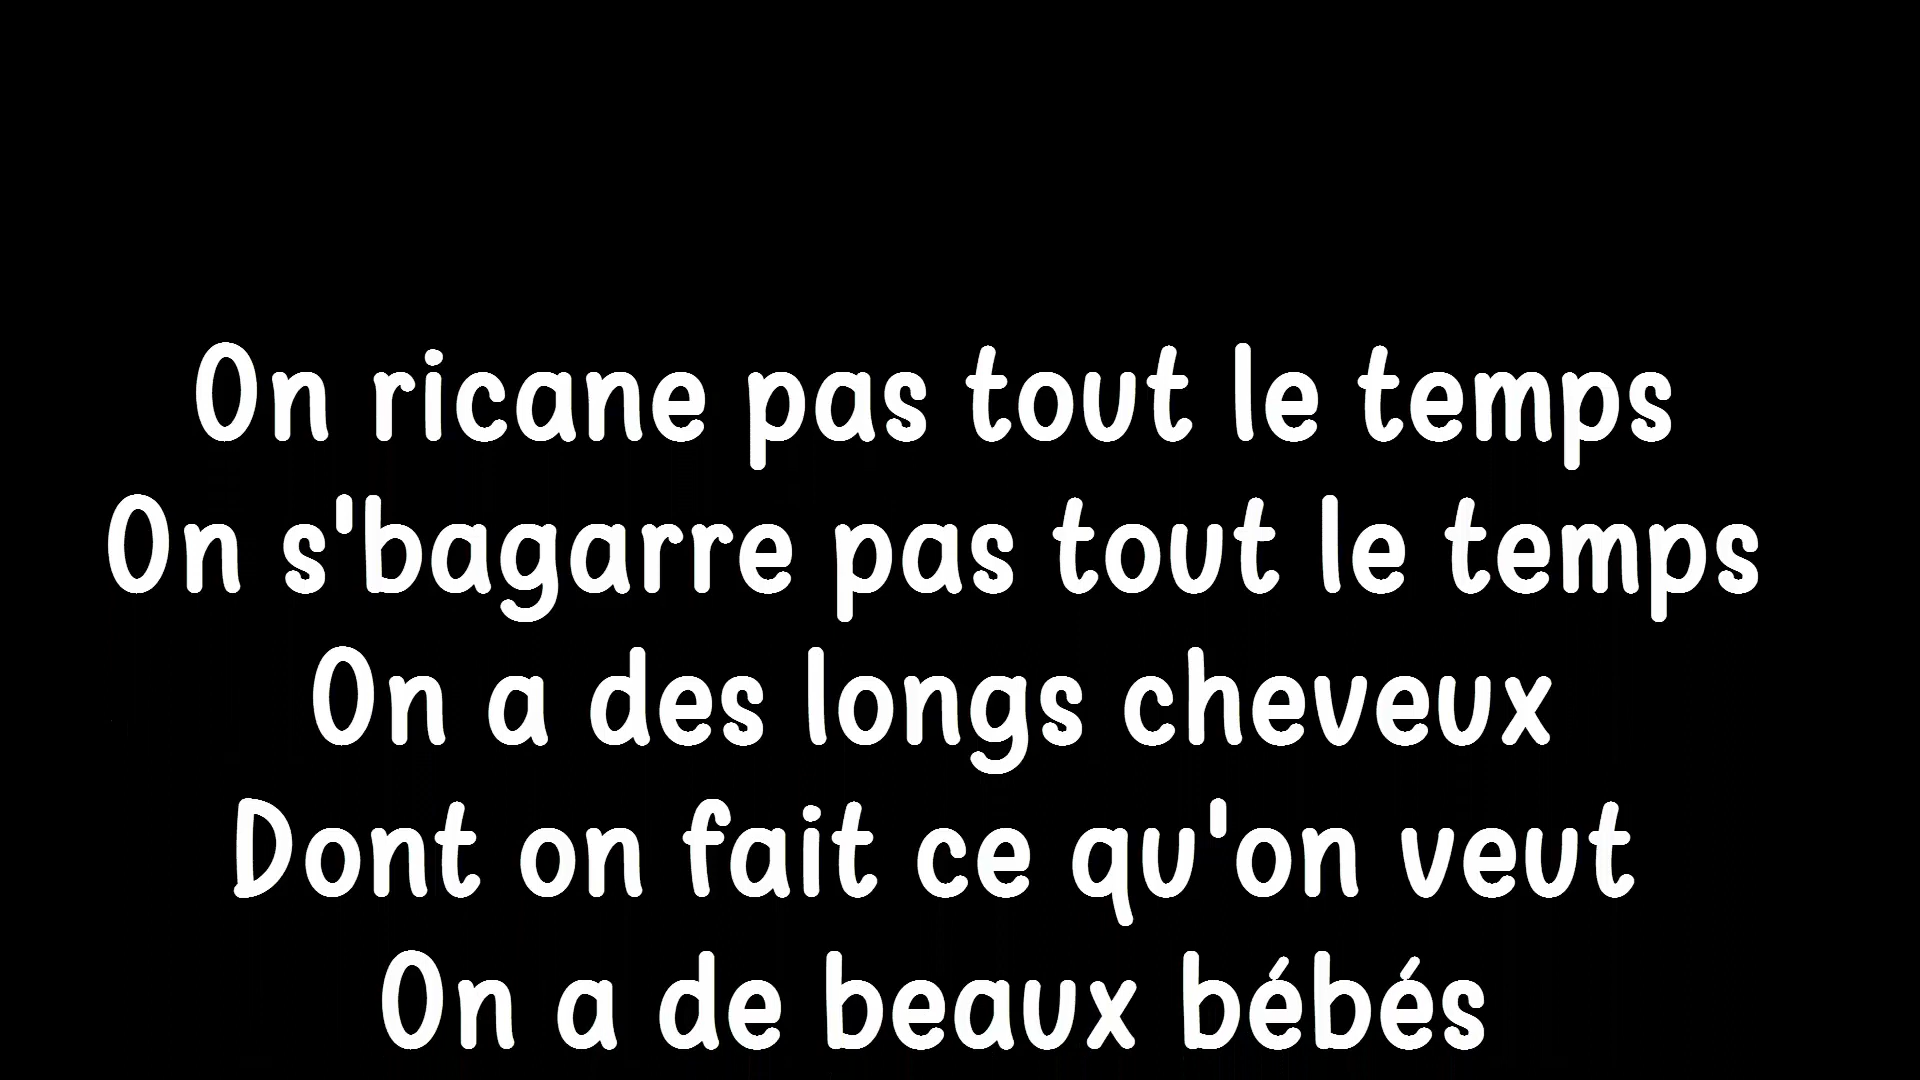 On ricane pas tout le temps
On s'bagarre pas tout le temps
On a des longs cheveux
Dont on fait ce qu'on veut
On a de beaux bébés